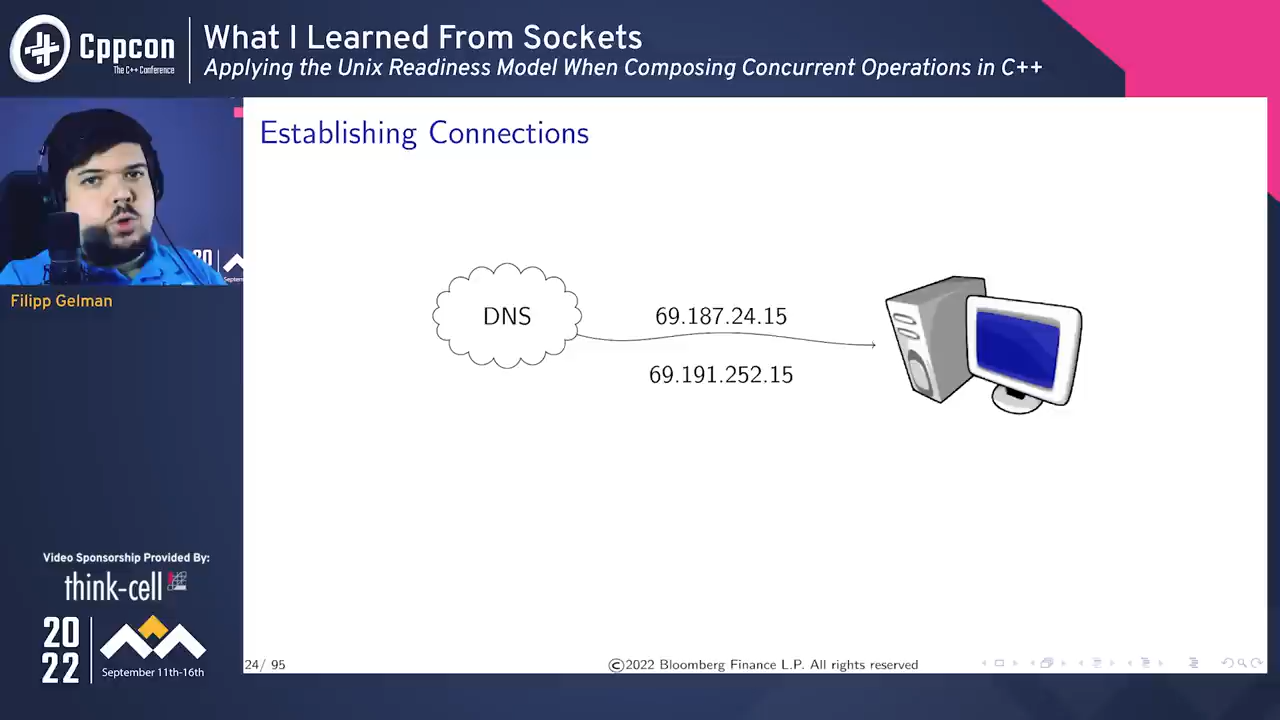 Cppcon
The C++ Conference
What I Learned From Sockets
Applying the Unix Readiness Model When Composing Concurrent Operations in C++
Establishing Connections
DNS
69.187.24.15
69.191.252.15
Filipp Gelman
Video Sponsorship Provided By:
think-cell
20
22
September 11th-16th
24/ 95
©2022 Bloomberg Finance L.P. All rights reserved